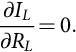 ∂I_L/∂R_L = 0.